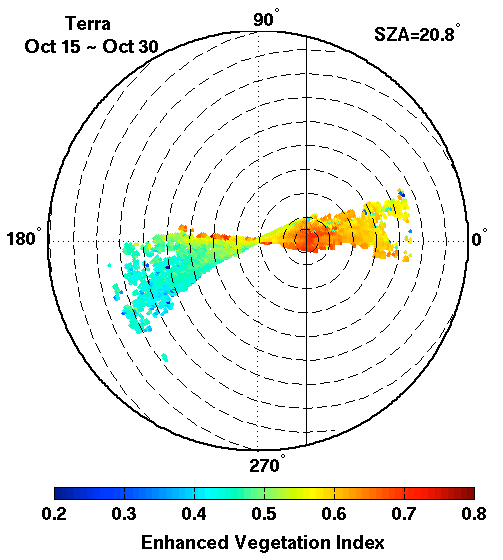 Terra
Oct 15 ~ Oct 30
90°
SZA=20.8°
180°
0°
270°
0.2 0.3 0.4 0.5 0.6 0.7 0.8
Enhanced Vegetation Index